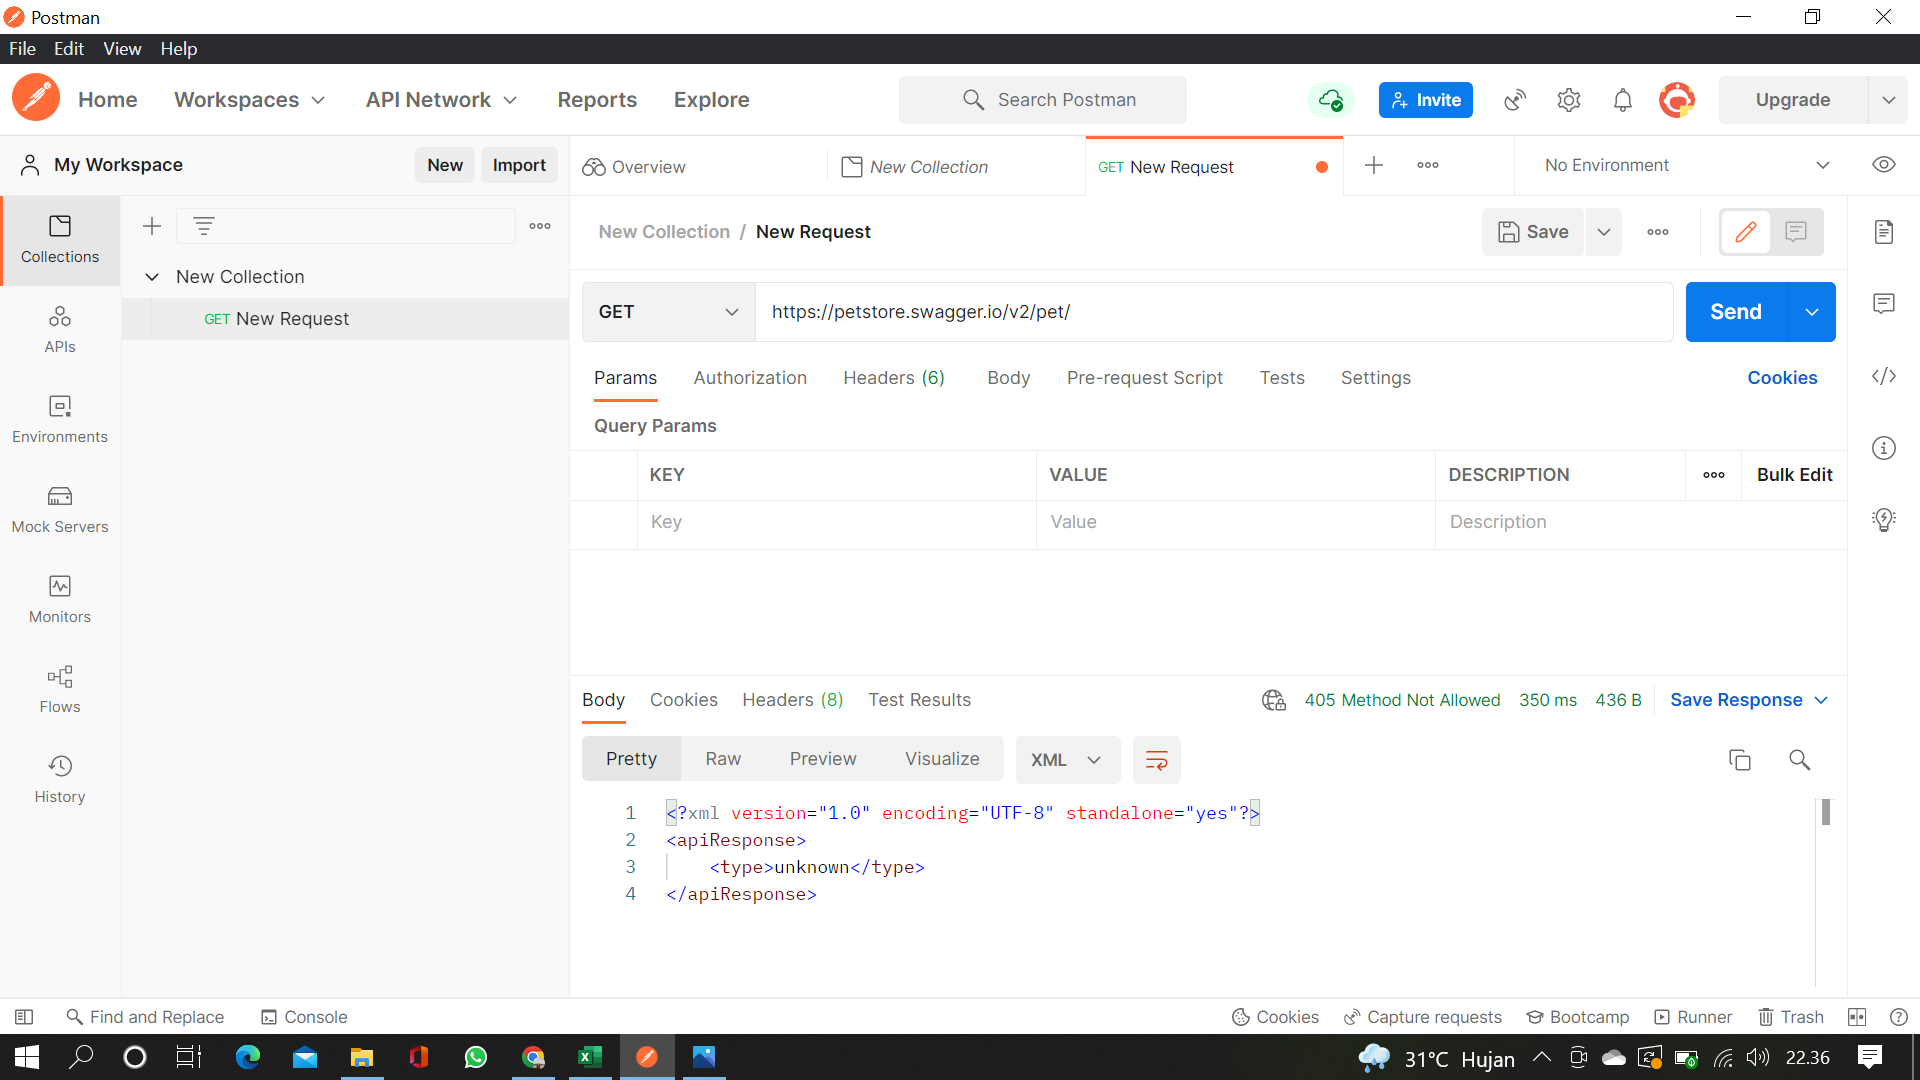 Postman
File Edit View Help
Home Workspaces API Network Reports Explore Search Postman Invite Upgrade
My Workspace New Import Overview New Collection GET New Request No Environment
Collections
APIs
Environments
Mock Servers
Monitors
Flows
History
New Collection
GET New Request
New Collection / New Request Save
GET https://petstore.swagger.io/v2/pet/ Send
Params Authorization Headers (6) Body Pre-request Script Tests Settings Cookies
Query Params
KEY VALUE DESCRIPTION Bulk Edit
Key Value Description
Body Cookies Headers (8) Test Results 405 Method Not Allowed 350 ms 436 B Save Response
Pretty Raw Preview Visualize XML
1 <?xml version="1.0" encoding="UTF-8" standalone="yes"?>
2 <apiResponse>
3 <type>unknown</type>
4 </apiResponse>
Find and Replace Console Cookies Capture requests Bootcamp Runner Trash
31°C Hujan 22.36